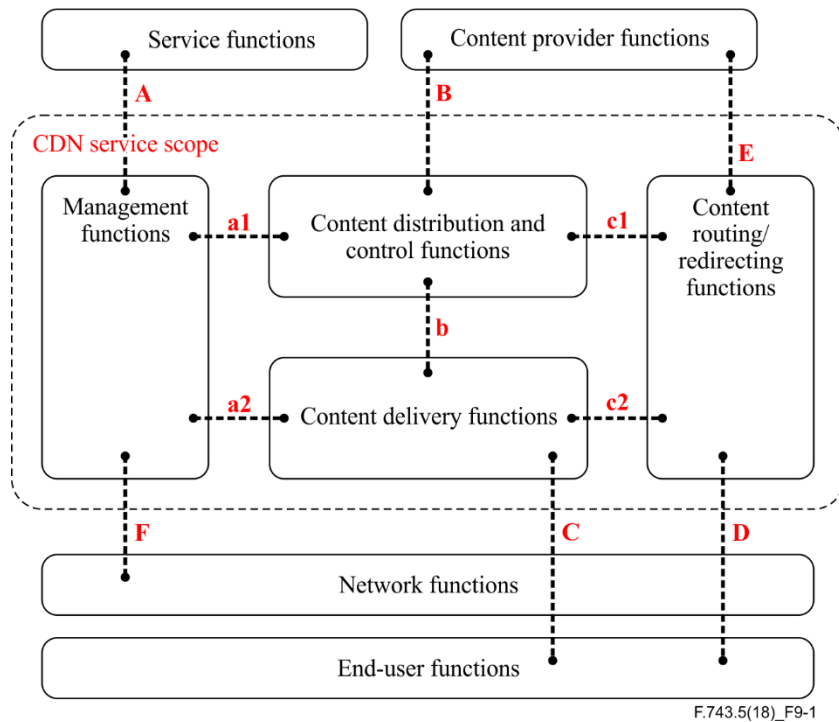 Service functions
Content provider functions
A
B
CDN service scope
E
Management
functions
a1
Content distribution and
control functions
c1
Content
routing/
redirecting
functions
b
a2
Content delivery functions
c2
F
C
D
Network functions
End-user functions
F.743.5(18)_F9-1